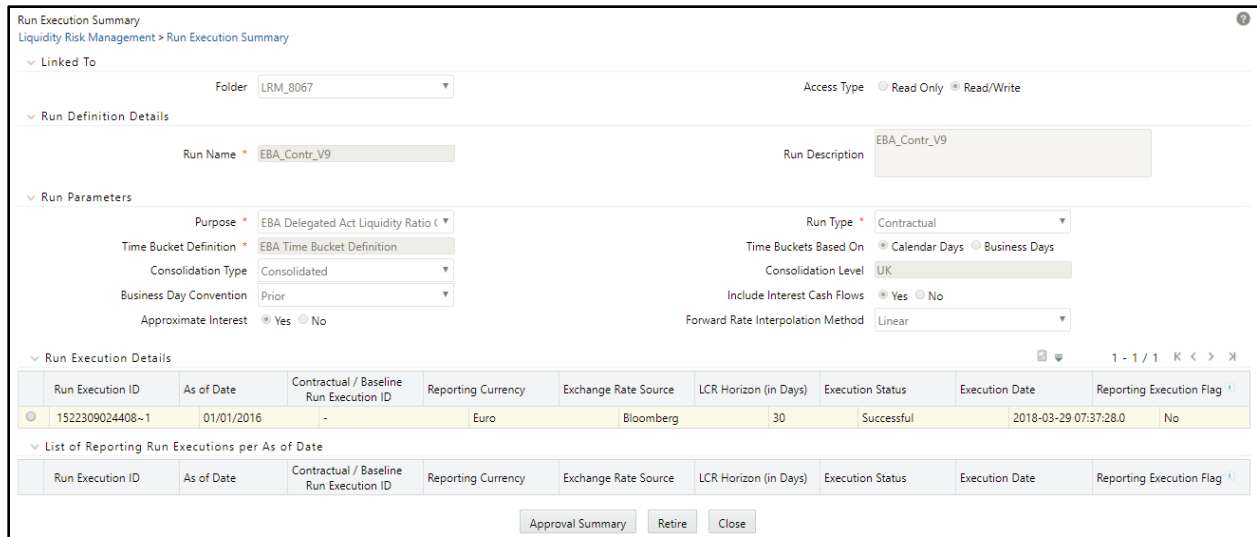 Run Execution Summary
Liquidity Risk Management > Run Execution Summary
Linked To
Folder LRM_8067 Access Type Read Only Read/Write
Run Definition Details
Run Name * EBA_Contr_V9 Run Description EBA_Contr_V9
Run Parameters
Purpose * EBA Delegated Act Liquidity Ratio ( Run Type * Contractual
Time Bucket Definition * EBA Time Bucket Definition Time Buckets Based On Calendar Days Business Days
Consolidation Type Consolidated Consolidation Level UK
Business Day Convention Prior Include Interest Cash Flows Yes No
Approximate Interest Yes No Forward Rate Interpolation Method Linear
Run Execution Details 1 - 1 / 1
Run Execution ID As of Date Contractual / Baseline Run Execution ID Reporting Currency Exchange Rate Source LCR Horizon (in Days) Execution Status Execution Date Reporting Execution Flag
1522309024408~1 01/01/2016 - Euro Bloomberg 30 Successful 2018-03-29 07:37:28.0 No
List of Reporting Run Executions per As of Date
Run Execution ID As of Date Contractual / Baseline Run Execution ID Reporting Currency Exchange Rate Source LCR Horizon (in Days) Execution Status Execution Date Reporting Execution Flag
Approval Summary Retire Close